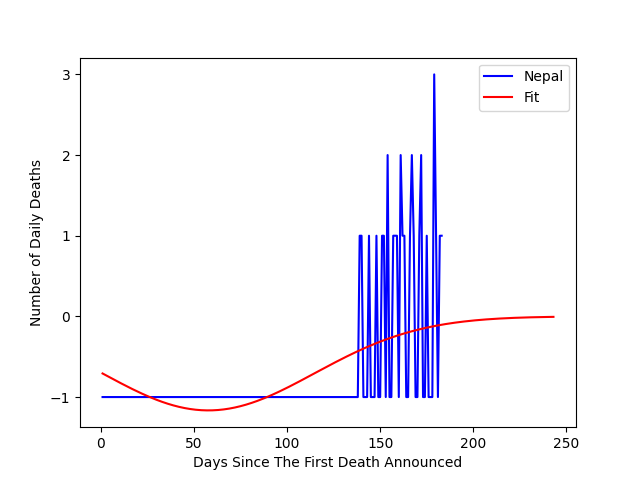 Nepal
Fit
3
2
1
0
−1
Number of Daily Deaths
0
50
100
150
200
250
Days Since The First Death Announced